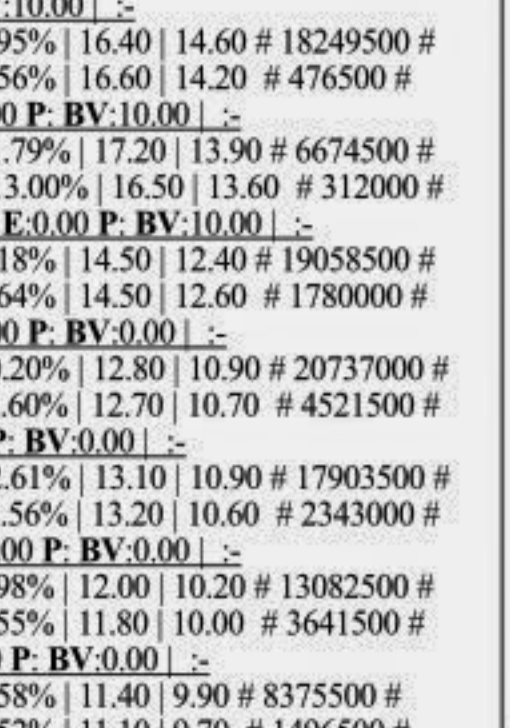 :10.00 | :-
95% | 16.40 | 14.60 # 18249500 #
56% | 16.60 | 14.20 # 476500 #
00 P: BV:10.00 | :-
.79% | 17.20 | 13.90 # 6674500 #
3.00% | 16.50 | 13.60 # 312000 #
E:0.00 P: BV:10.00 | :-
18% | 14.50 | 12.40 # 19058500 #
64% | 14.50 | 12.60 # 1780000 #
00 P: BV:0.00 | :-
.20% | 12.80 | 10.90 # 20737000 #
.60% | 12.70 | 10.70 # 4521500 #
P: BV:0.00 | :-
.61% | 13.10 | 10.90 # 17903500 #
.56% | 13.20 | 10.60 # 2343000 #
00 P: BV:0.00 | :-
98% | 12.00 | 10.20 # 13082500 #
55% | 11.80 | 10.00 # 3641500 #
P: BV:0.00 | :-
58% | 11.40 | 9.90 # 8375500 #